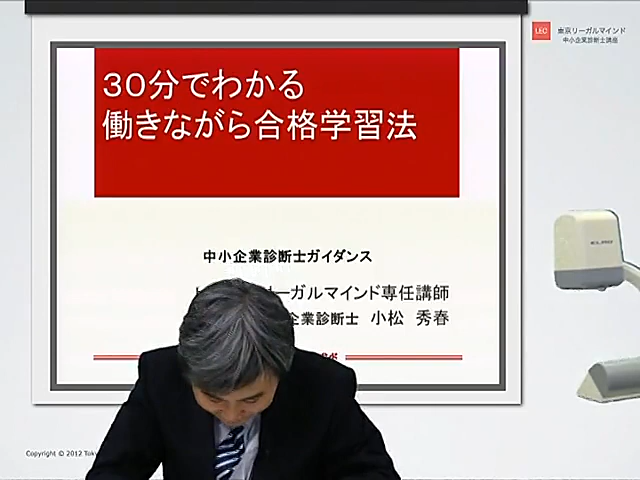 LEC 東京リーガルマインド
中小企業診断士講座
30分でわかる
働きながら合格学習法
中小企業診断士ガイダンス
ーガルマインド専任講師
企業診断士 小松 秀春
ELMO
Copyright © 2012